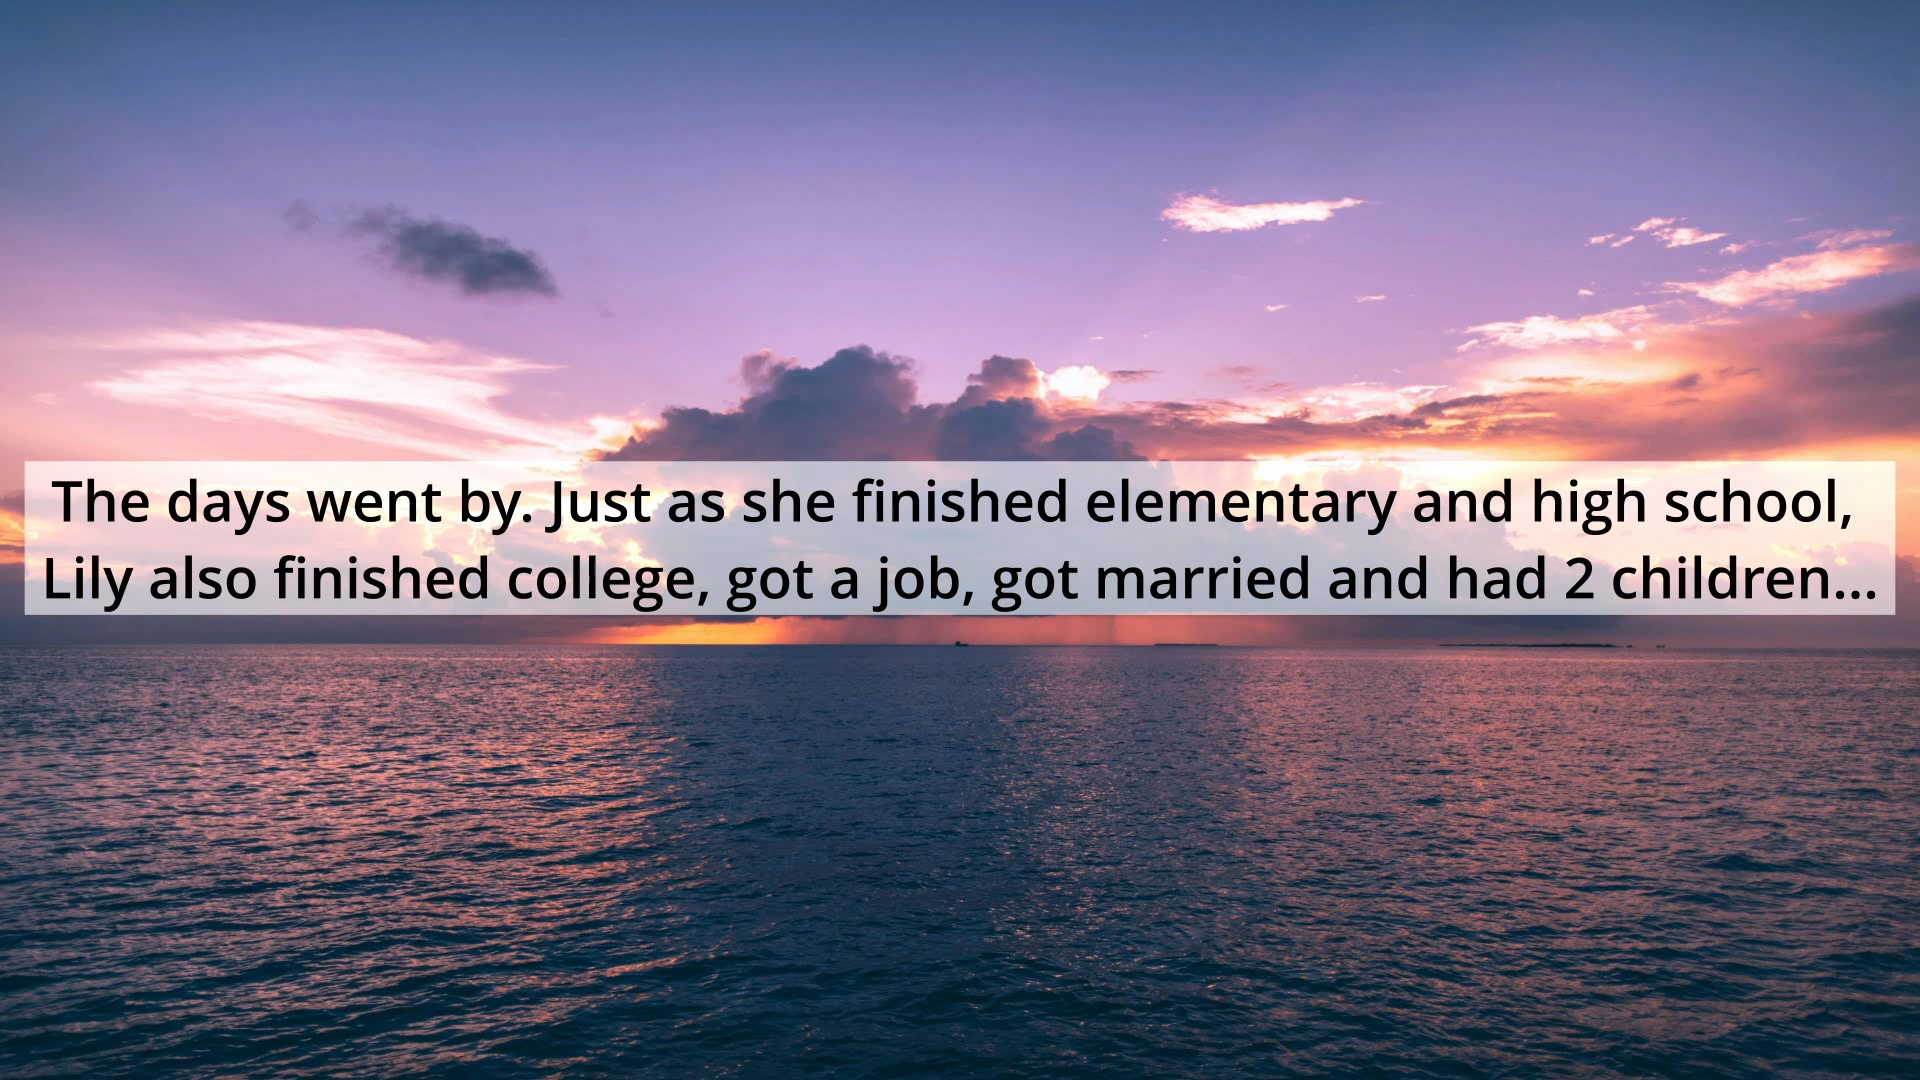 The days went by. Just as she finished elementary and high school,
Lily also finished college, got a job, got married and had 2 children...